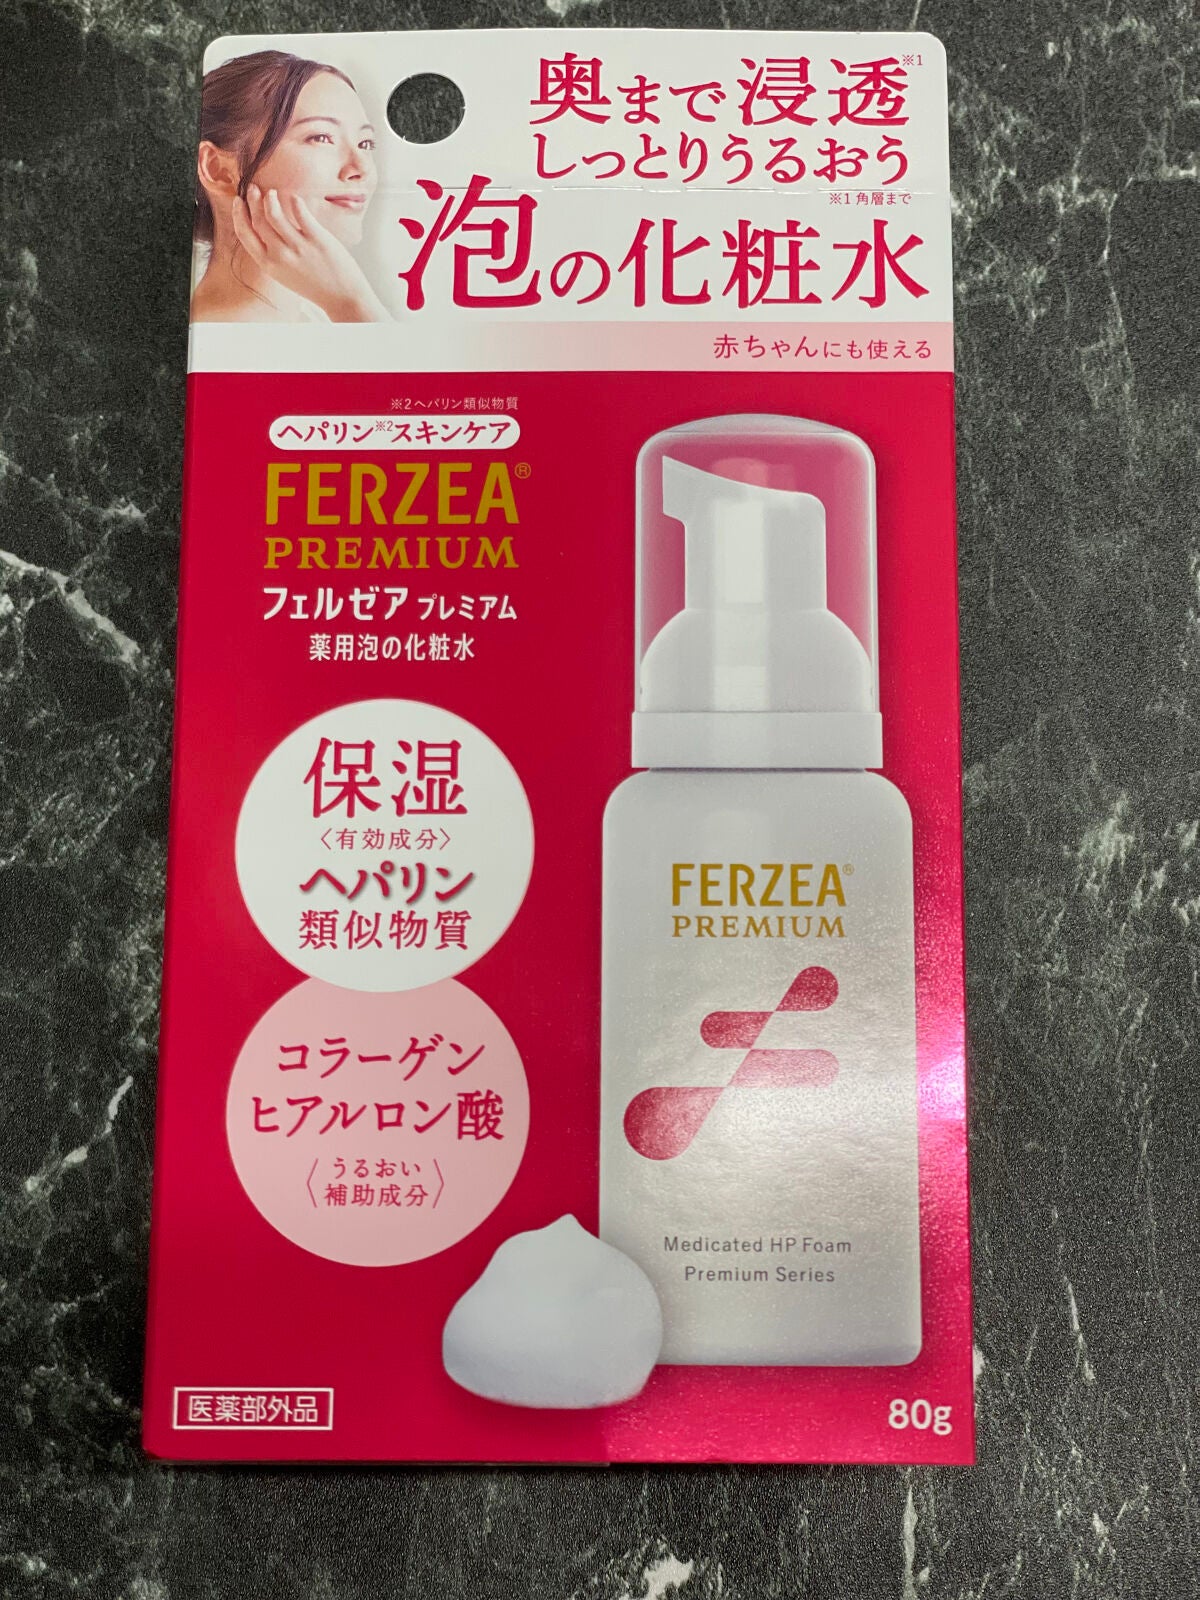 奥まで浸透※1
しっとりうるおう
※1 角層まで
泡の化粧水
赤ちゃんにも使える
※2 ヘパリン類似物質
ヘパリン※2スキンケア
FERZEA®
PREMIUM
フェルゼア プレミアム
薬用泡の化粧水
保湿
〈有効成分〉
ヘパリン
類似物質
コラーゲン
ヒアルロン酸
〈うるおい
補助成分〉
FERZEA®
PREMIUM
Medicated HP Foam
Premium Series
医薬部外品
80g